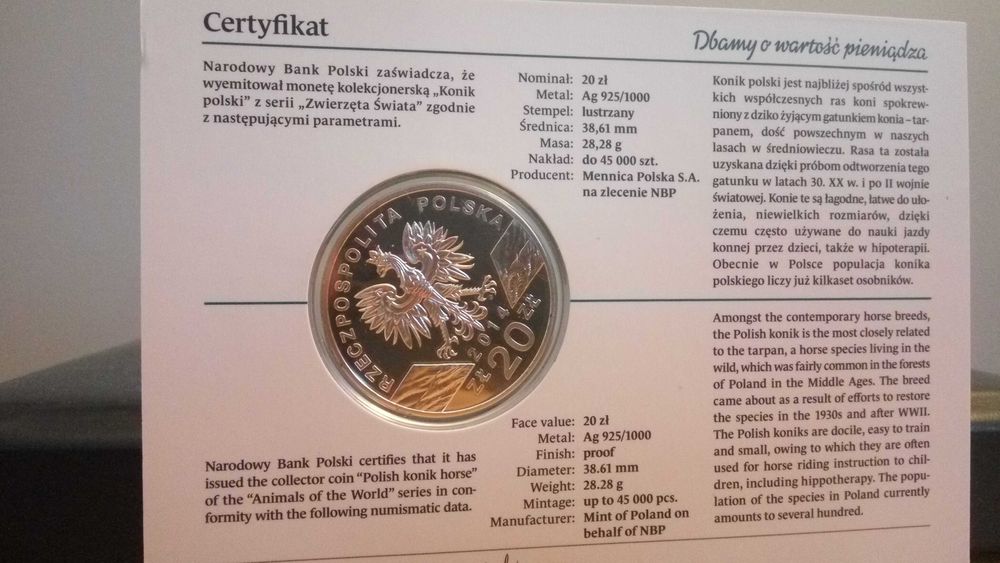 Certyfikat
Dbamy o wartość pieniądza
Narodowy Bank Polski zaświadcza, że
wyemitował monetę kolekcjonerską „Konik
polski” z serii „Zwierzęta Świata” zgodnie
z następującymi parametrami.
Nominał: 20 zł
Metal: Ag 925/1000
Stempel: lustrzany
Średnica: 38,61 mm
Masa: 28,28 g
Nakład: do 45 000 szt.
Producent: Mennica Polska S.A.
na zlecenie NBP
Konik polski jest najbliżej spośród wszyst-
kich współczesnych ras koni spokrew-
niony z dziko żyjącym gatunkiem konia – tar-
panem, dość powszechnym w naszych
lasach w średniowieczu. Rasa ta została
uzyskana dzięki próbom odtworzenia tego
gatunku w latach 30. XX w. i po II wojnie
światowej. Konie te są łagodne, łatwe do uło-
żenia, niewielkich rozmiarów, dzięki
czemu często używane do nauki jazdy
konnej przez dzieci, także w hipoterapii.
Obecnie w Polsce populacja konika
polskiego liczy już kilkaset osobników.
RZECZPOSPOLITA POLSKA
2014
ZŁ 20 ZŁ
Narodowy Bank Polski certifies that it has
issued the collector coin “Polish konik horse”
of the “Animals of the World” series in con-
formity with the following numismatic data.
Face value: 20 zł
Metal: Ag 925/1000
Finish: proof
Diameter: 38.61 mm
Weight: 28.28 g
Mintage: up to 45 000 pcs.
Manufacturer: Mint of Poland on
behalf of NBP
Amongst the contemporary horse breeds,
the Polish konik is the most closely related
to the tarpan, a horse species living in the
wild, which was fairly common in the forests
of Poland in the Middle Ages. The breed
came about as a result of efforts to restore
the species in the 1930s and after WWII.
The Polish koniks are docile, easy to train
and small, owing to which they are often
used for horse riding instruction to chil-
dren, including hippotherapy. The popu-
lation of the species in Poland currently
amounts to several hundred.